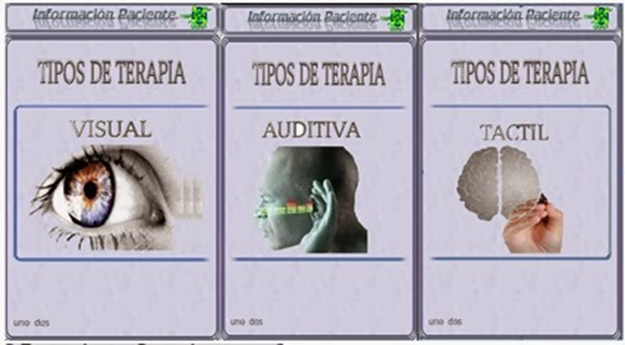 Información Paciente
TIPOS DE TERAPIA
VISUAL
uno dos
Información Paciente
TIPOS DE TERAPIA
AUDITIVA
uno dos
Información Paciente
TIPOS DE TERAPIA
TACTIL
uno dos